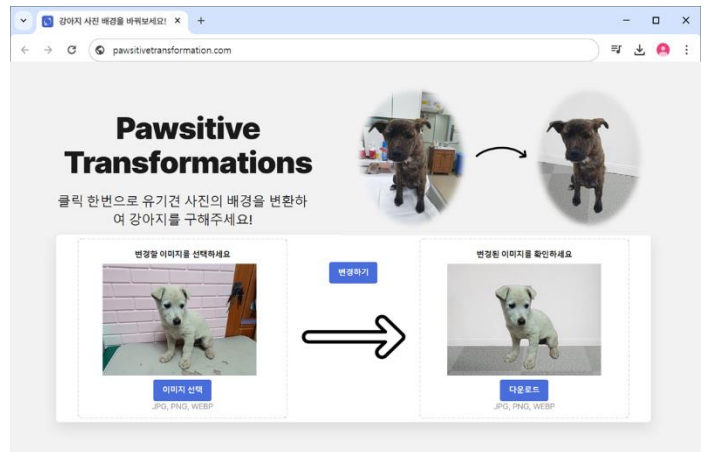 강아지 사진 배경을 바꿔보세요!
pawsitivetransformation.com
Pawsitive
Transformations
클릭 한번으로 유기견 사진의 배경을 변환하
여 강아지를 구해주세요!
변경할 이미지를 선택하세요
이미지 선택
JPG, PNG, WEBP
변경하기
변경된 이미지를 확인하세요
다운로드
JPG, PNG, WEBP